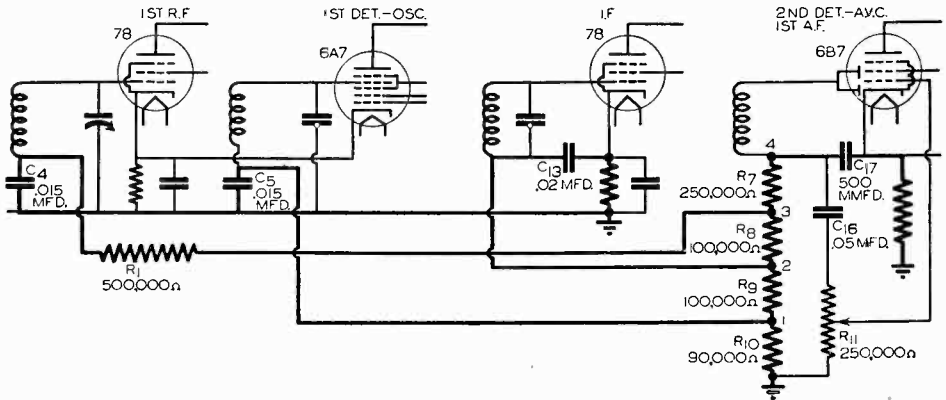 1ST R.F
78
1ST DET.-OSC.
6A7
I.F
78
2ND DET.-A.V.C.
1ST A.F.
6B7
C4
.015
MFD.
C5
.015
MFD.
C13
.02 MFD.
4
R7
250,000Ω
3
R8
100,000Ω
2
R9
100,000Ω
1
R10
90,000Ω
C17
500
MMFD.
C16
.05 MFD.
R11
250,000Ω
R1
500,000Ω